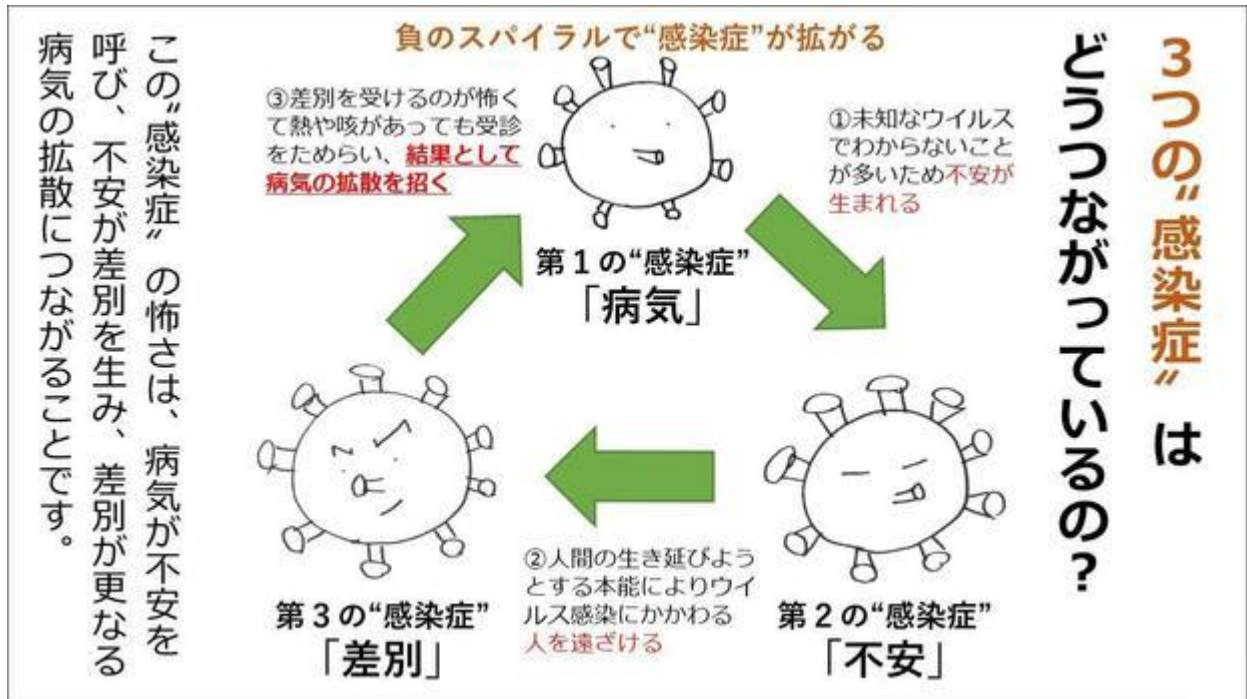 3つの“感染症”は
どうつながっているの?
負のスパイラルで“感染症”が拡がる
第1の“感染症”
「病気」
①未知なウイルス
でわからないこと
が多いため不安が
生まれる
第2の“感染症”
「不安」
②人間の生き延びよう
とする本能によりウイ
ルス感染にかかわる
人を遠ざける
第3の“感染症”
「差別」
③差別を受けるのが怖く
て熱や咳があっても受診
をためらい、結果として
病気の拡散を招く
この“感染症”の怖さは、病気が不安を
呼び、不安が差別を生み、差別が更なる
病気の拡散につながることです。